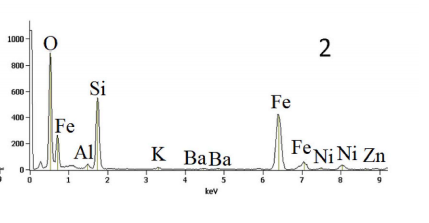 1000
2
O
800
Si
600
Fe
400
Fe
200
Al
K
Ba Ba
Fe
Ni
Ni
Zn
0
0 1 2 3 4 5 6 7 8 9
keV